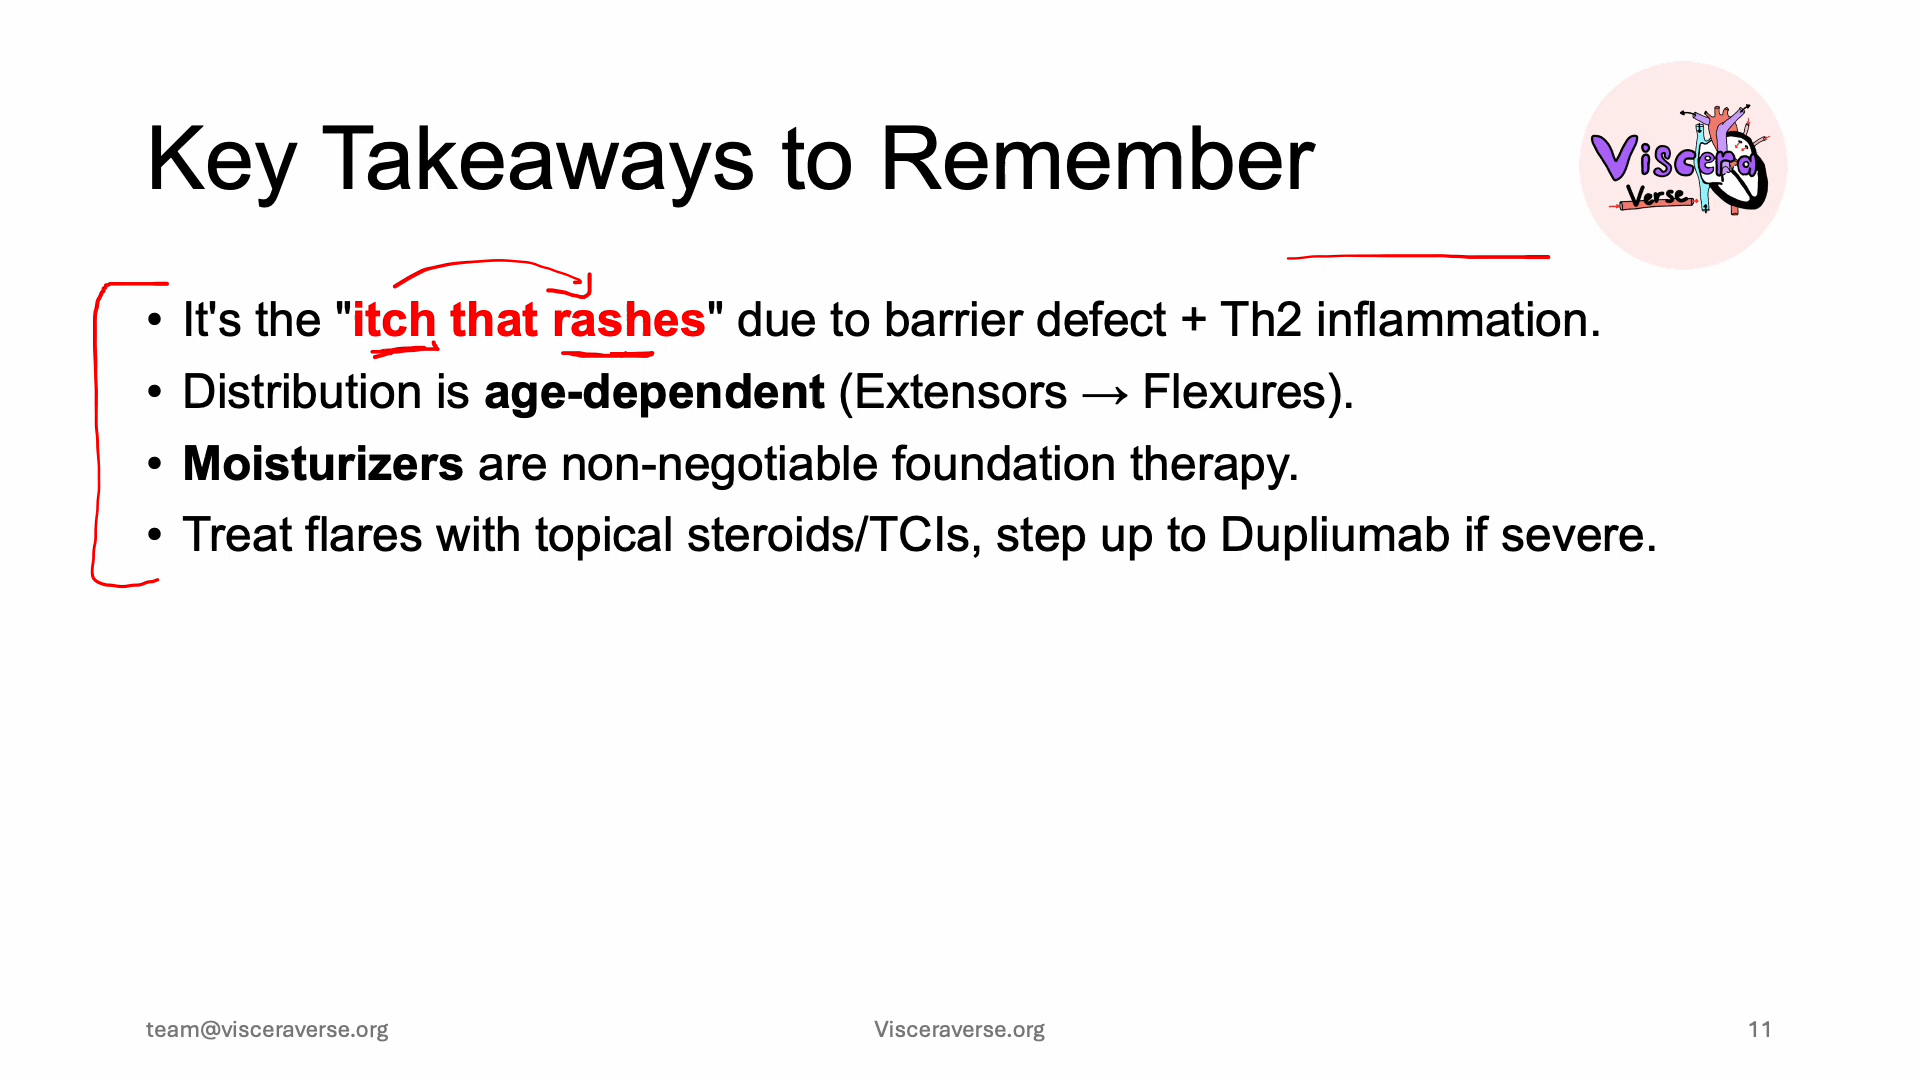 Key Takeaways to Remember
Viscera
Verse
• It's the "itch that rashes" due to barrier defect + Th2 inflammation.
• Distribution is age-dependent (Extensors → Flexures).
• Moisturizers are non-negotiable foundation therapy.
• Treat flares with topical steroids/TCIs, step up to Dupliumab if severe.
team@visceraverse.org
Visceraverse.org
11